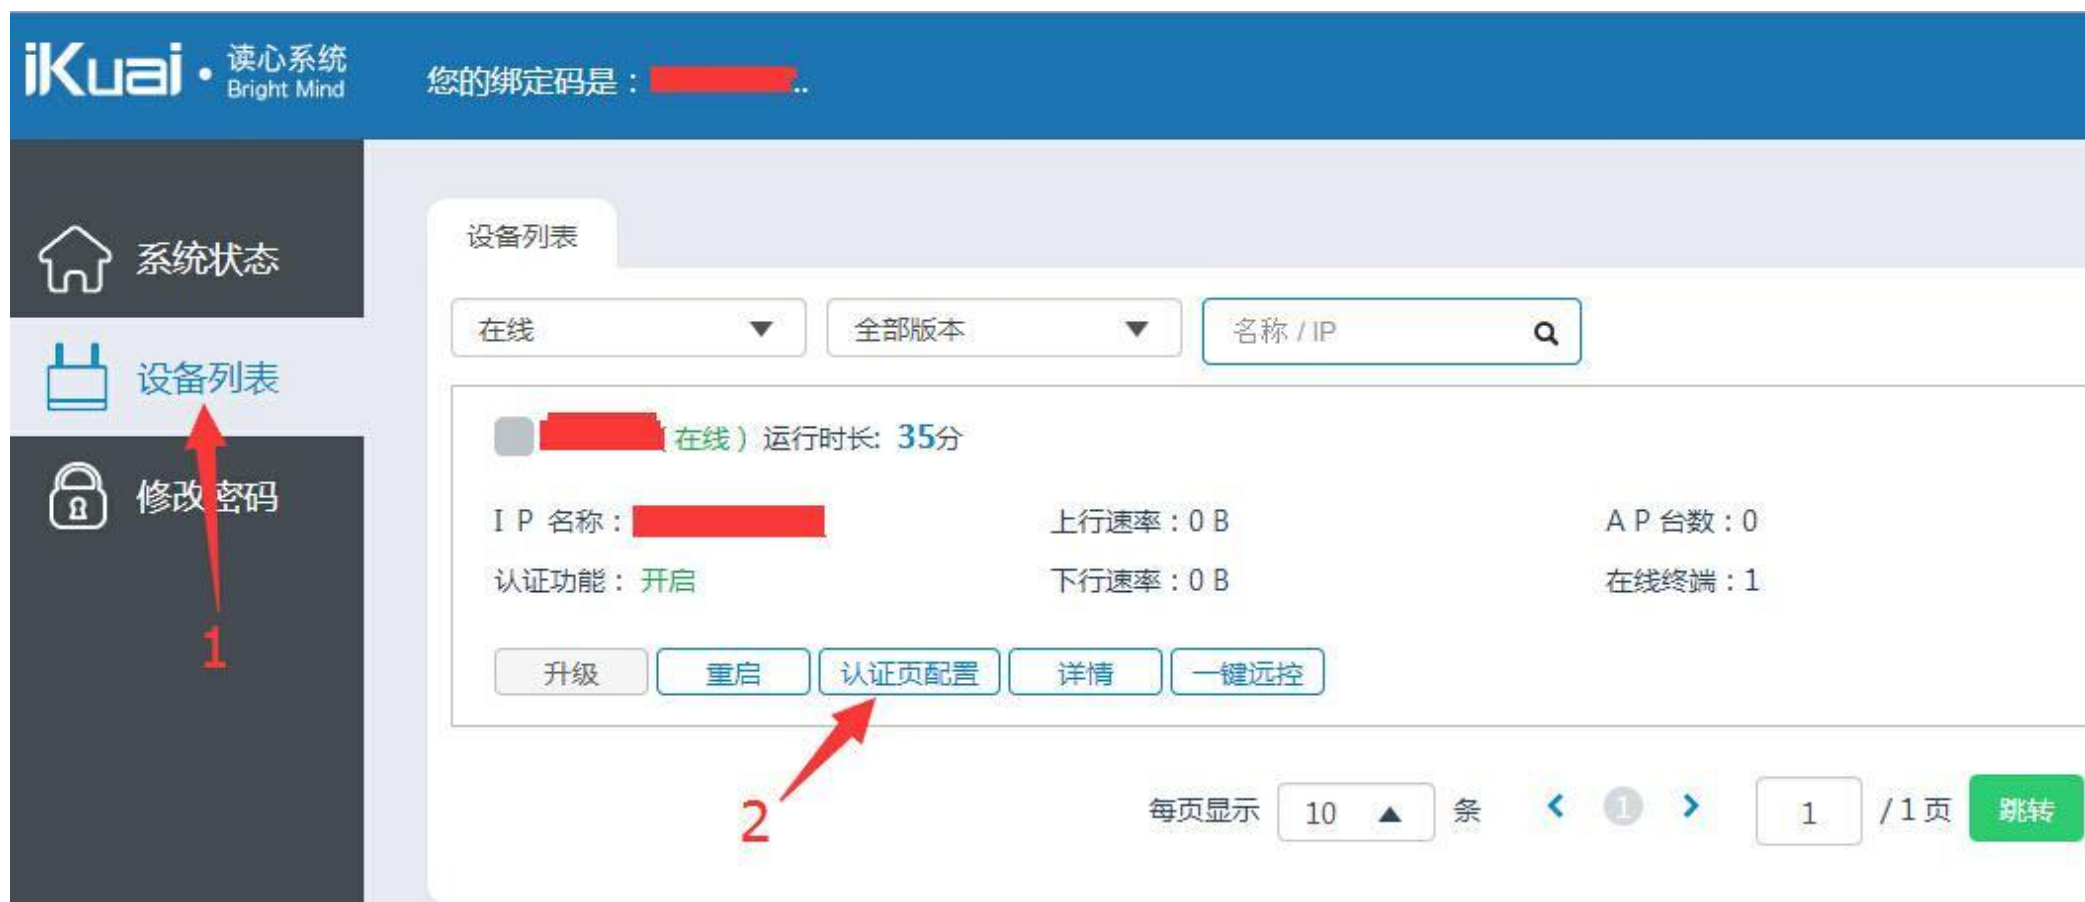 iKuai · 读心系统
Bright Mind
您的绑定码是：
..
系统状态
设备列表
修改密码
1
设备列表
在线
全部版本
名称 / IP
（在线）运行时长: 35分
I P 名称：
上行速率：0 B
A P 台数：0
认证功能：开启
下行速率：0 B
在线终端：1
升级
重启
认证页配置
详情
一键远控
2
每页显示 10 条
1
1 / 1 页
跳转